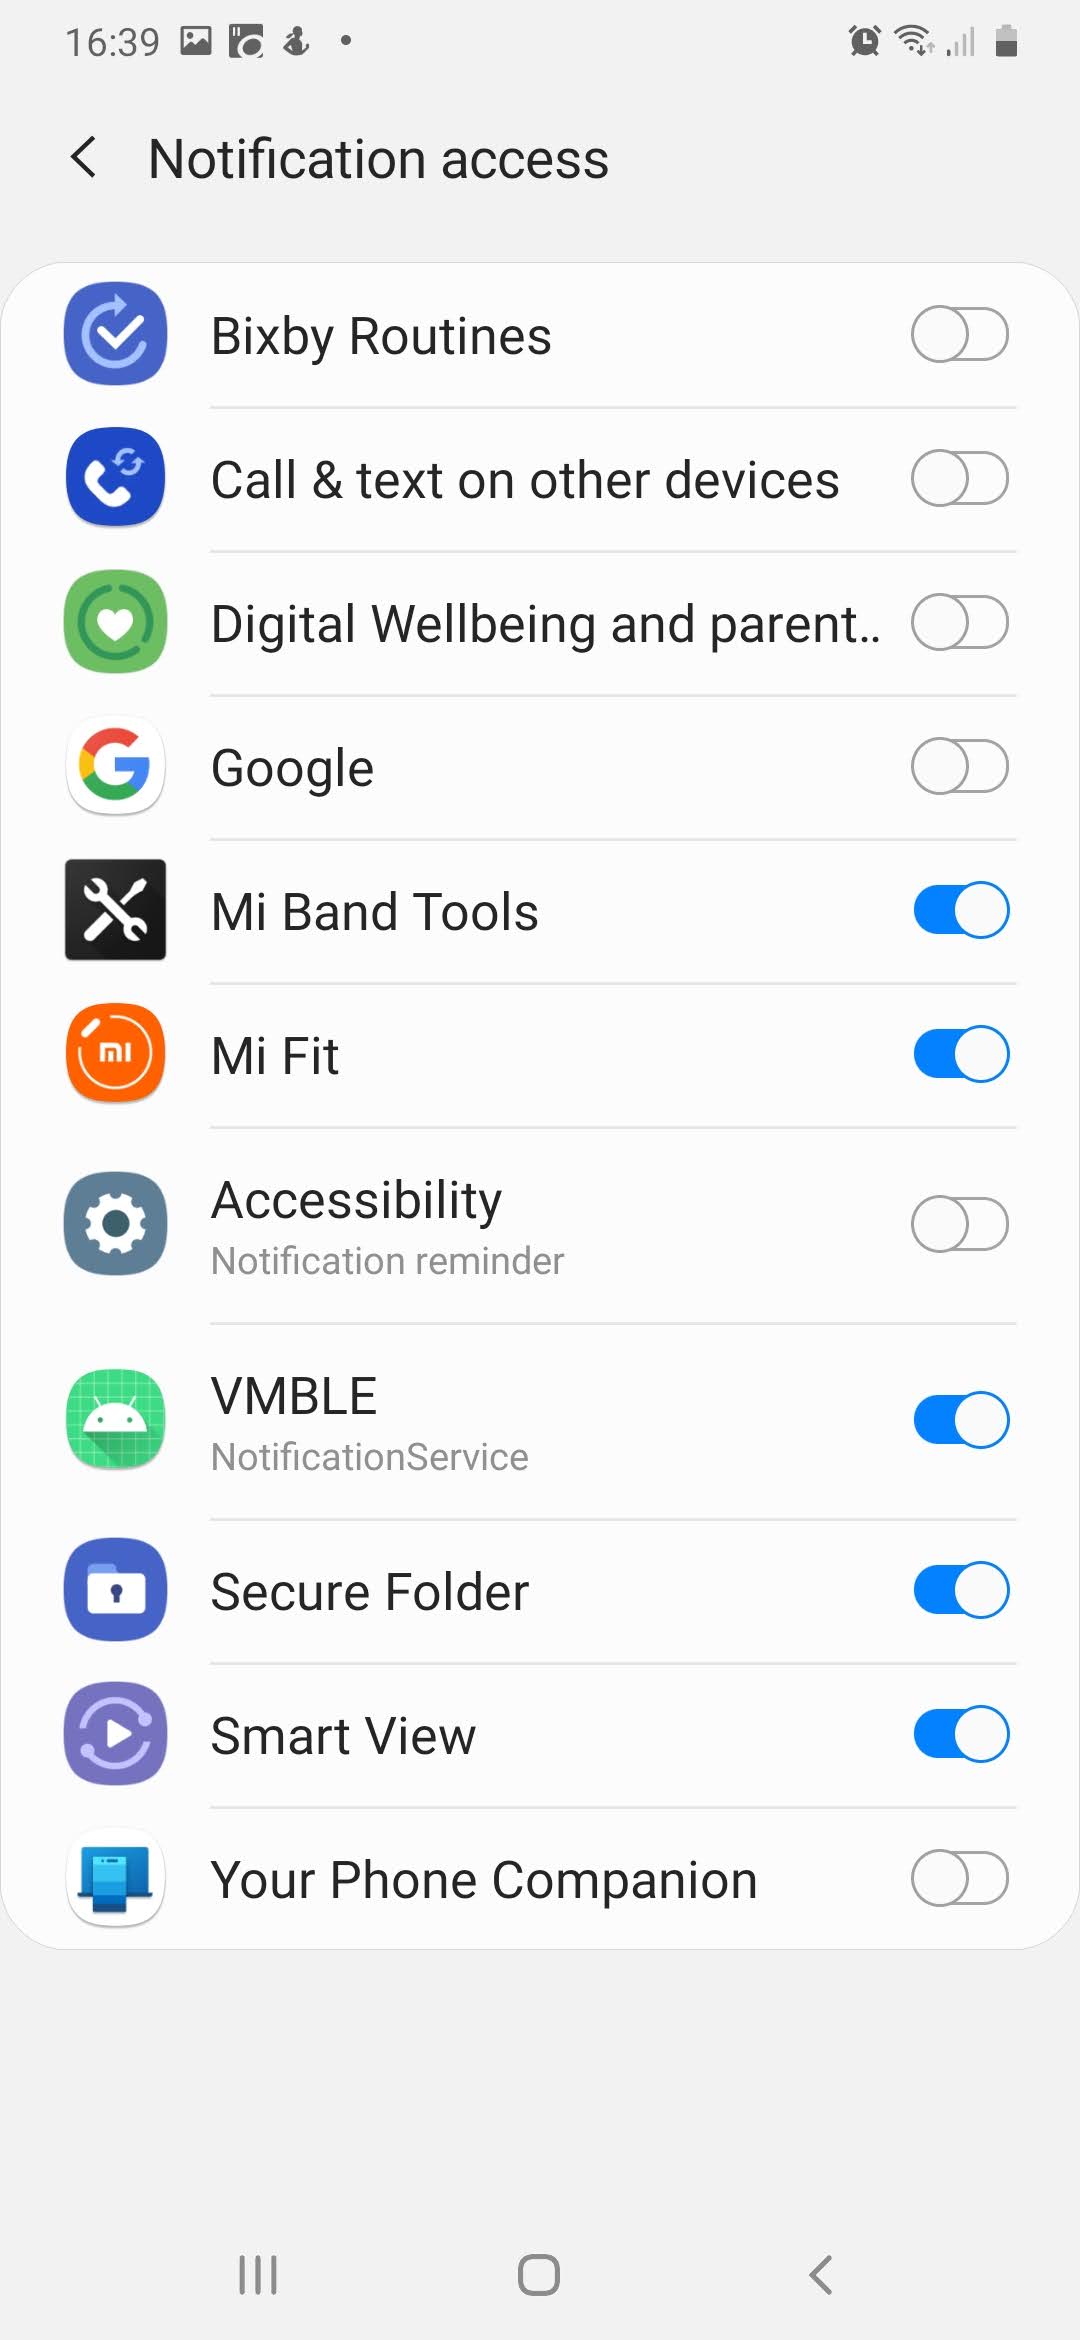 16:39
Notification access
Bixby Routines
Call & text on other devices
Digital Wellbeing and parent..
Google
Mi Band Tools
Mi Fit
Accessibility
Notification reminder
VMBLE
NotificationService
Secure Folder
Smart View
Your Phone Companion